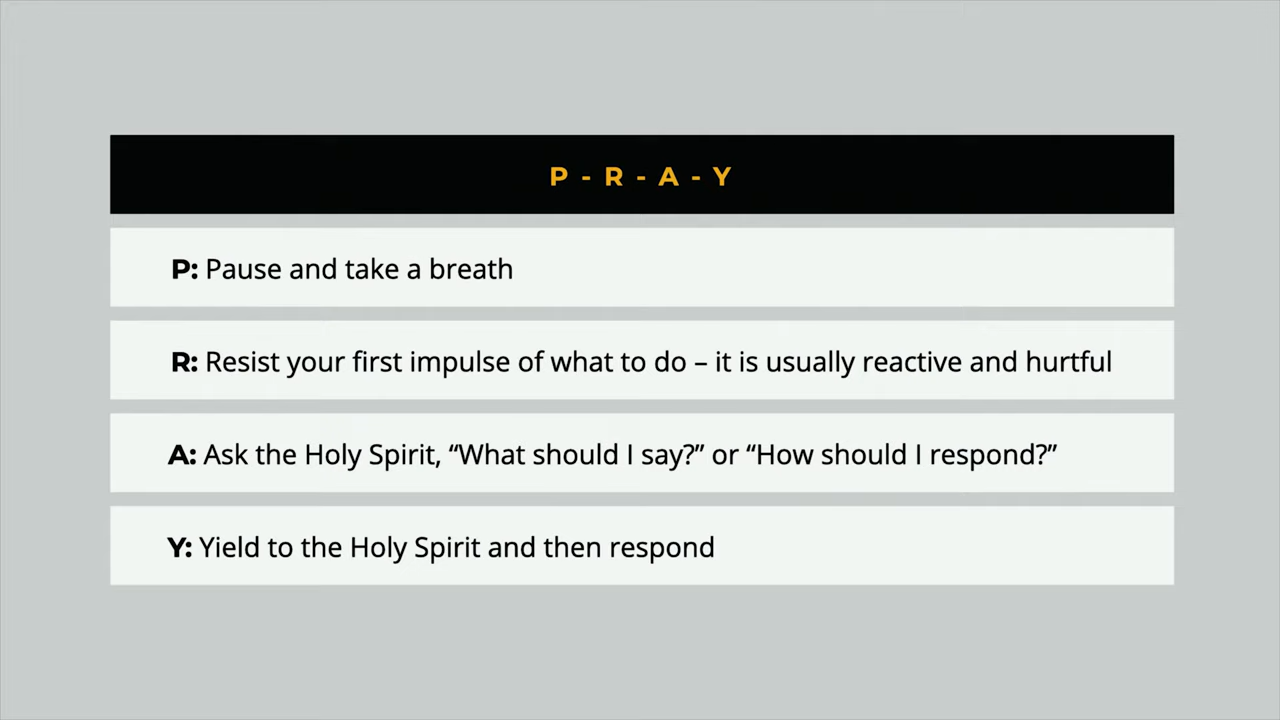 P - R - A - Y
P: Pause and take a breath
R: Resist your first impulse of what to do – it is usually reactive and hurtful
A: Ask the Holy Spirit, “What should I say?” or “How should I respond?”
Y: Yield to the Holy Spirit and then respond